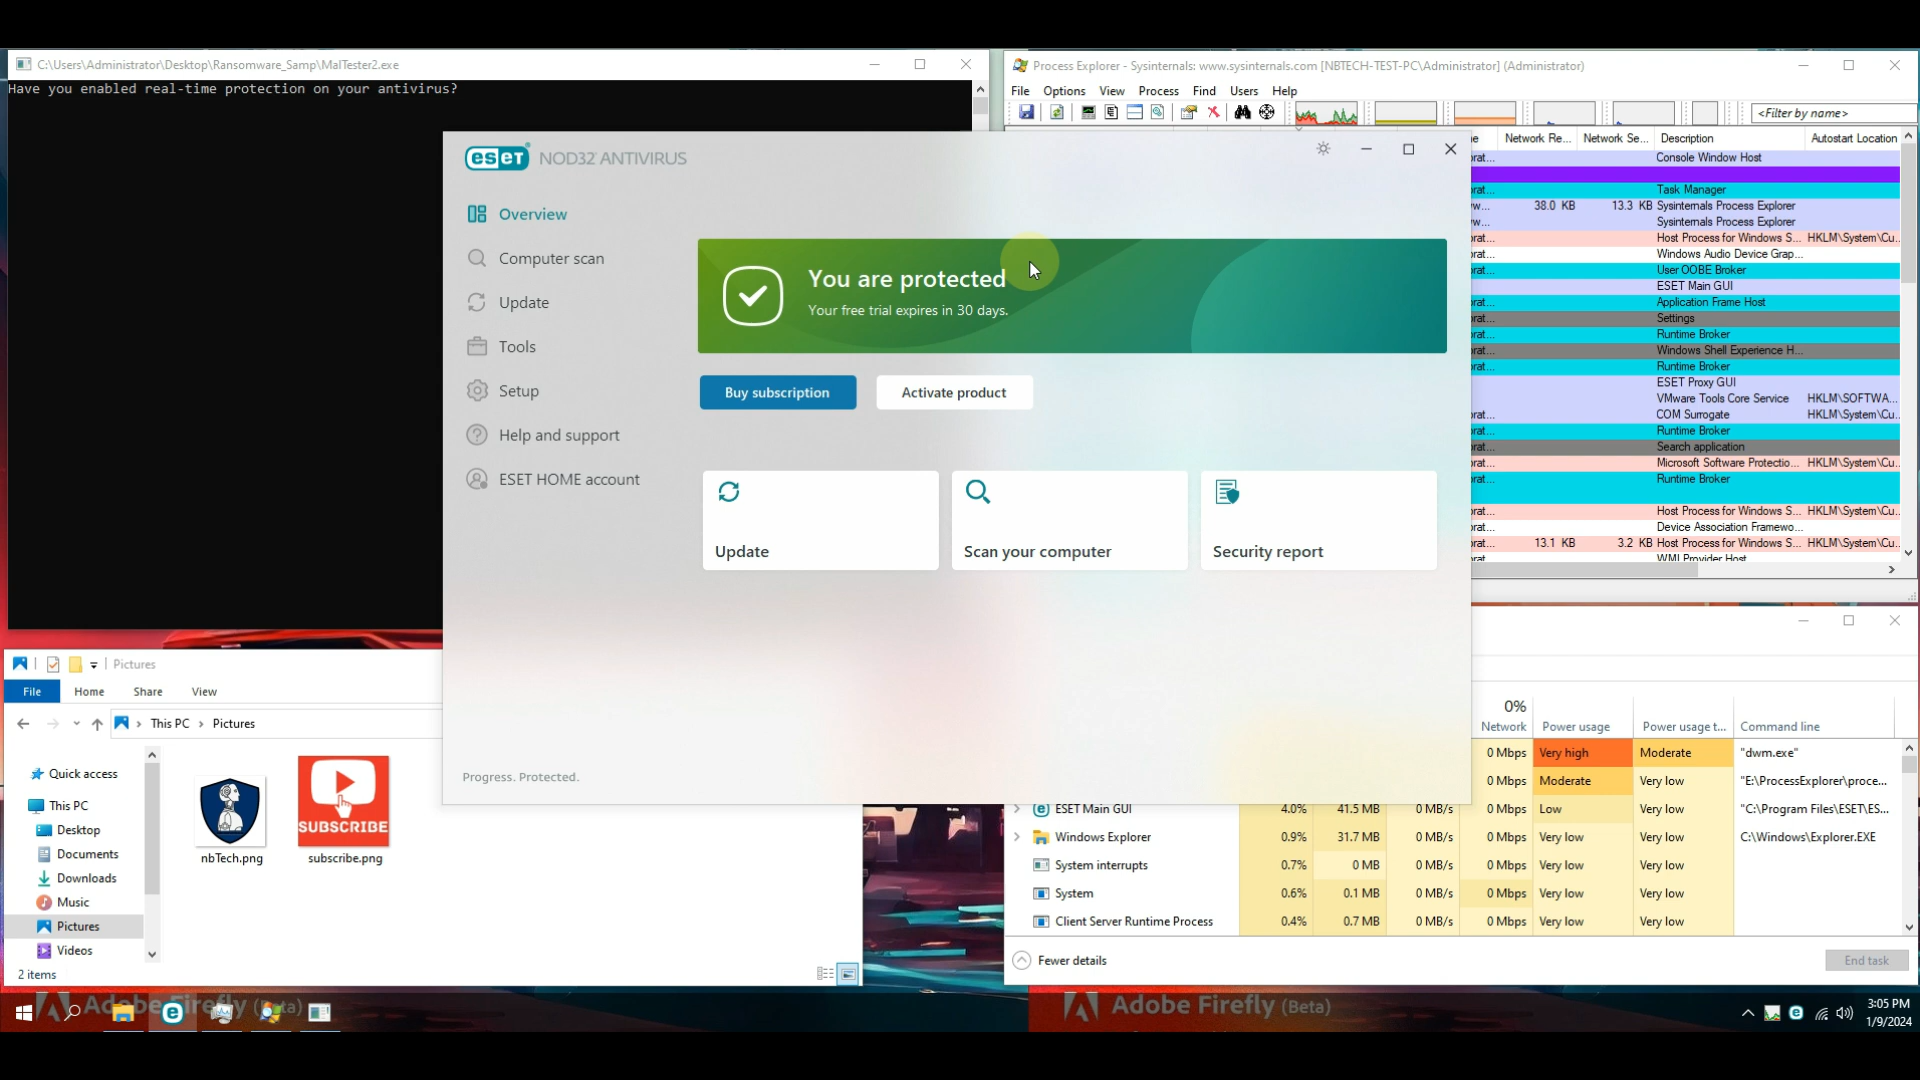 C:\Users\Administrator\Desktop\Ransomware_Samp\MalTester2.exe
Have you enabled real-time protection on your antivirus?
Process Explorer - Sysinternals: www.sysinternals.com [NBTECH-TEST-PC\Administrator] (Administrator)
File Options View Process Find Users Help
<Filter by name>
Network Re... Network Se... Description Autostart Location
Console Window Host
Task Manager
38.0 KB 13.3 KB Sysinternals Process Explorer
Sysinternals Process Explorer
Host Process for Windows S... HKLM\System\Cu...
Windows Audio Device Grap...
User OOBE Broker
ESET Main GUI
Application Frame Host
Settings
Runtime Broker
Windows Shell Experience H...
Runtime Broker
ESET Proxy GUI
VMware Tools Core Service HKLM\SOFTWA...
COM Surrogate HKLM\System\Cu...
Runtime Broker
Search application
Microsoft Software Protectio... HKLM\System\Cu...
Runtime Broker
Host Process for Windows S... HKLM\System\Cu...
Device Association Framewo...
13.1 KB 3.2 KB Host Process for Windows S... HKLM\System\Cu...
WMI Provider Host
eset NOD32 ANTIVIRUS
Overview
Computer scan
Update
Tools
Setup
Help and support
ESET HOME account
You are protected
Your free trial expires in 30 days.
Buy subscription Activate product
Update Scan your computer Security report
Progress. Protected.
Pictures
File Home Share View
This PC > Pictures
Quick access
This PC
Desktop
Documents
Downloads
Music
Pictures
Videos
SUBSCRIBE
nbTech.png subscribe.png
2 items
0%
Network Power usage Power usage t... Command line
0 Mbps Very high Moderate "dwm.exe"
0 Mbps Moderate Very low "E:\ProcessExplorer\proce...
ESET Main GUI 4.0% 41.5 MB 0 MB/s 0 Mbps Low Very low "C:\Program Files\ESET\ES...
Windows Explorer 0.9% 31.7 MB 0 MB/s 0 Mbps Very low Very low C:\Windows\Explorer.EXE
System interrupts 0.7% 0 MB 0 MB/s 0 Mbps Very low Very low
System 0.6% 0.1 MB 0 MB/s 0 Mbps Very low Very low
Client Server Runtime Process 0.4% 0.7 MB 0 MB/s 0 Mbps Very low Very low
Fewer details End task
Adobe Firefly (Beta)
3:05 PM
1/9/2024